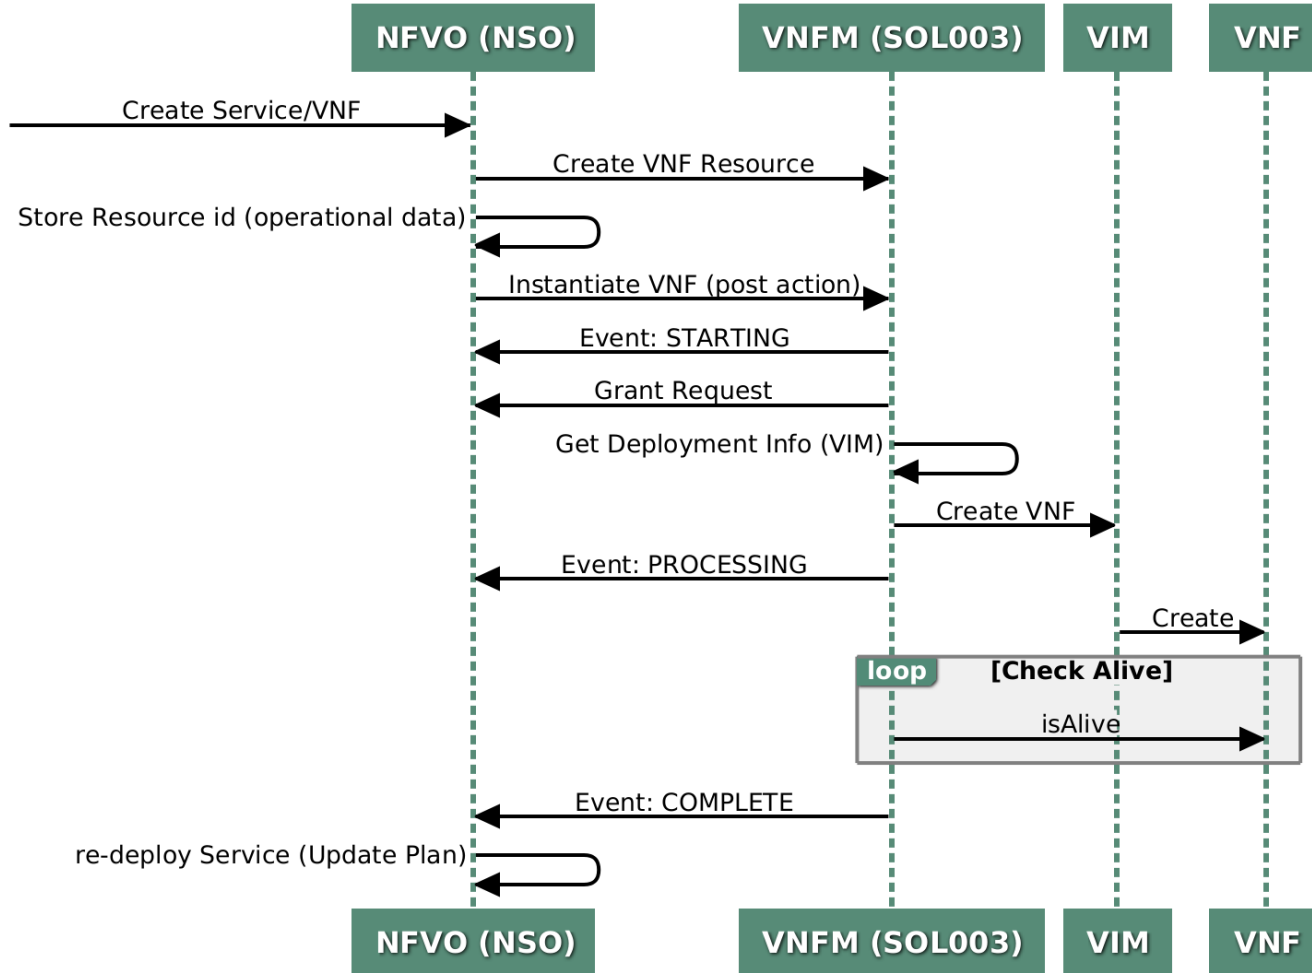 NFVO (NSO)
VNFM (SOL003)
VIM
VNF
Create Service/VNF
Create VNF Resource
Store Resource id (operational data)
Instantiate VNF (post action)
Event: STARTING
Grant Request
Get Deployment Info (VIM)
Create VNF
Event: PROCESSING
Create
loop
[Check Alive]
isAlive
Event: COMPLETE
re-deploy Service (Update Plan)
NFVO (NSO)
VNFM (SOL003)
VIM
VNF